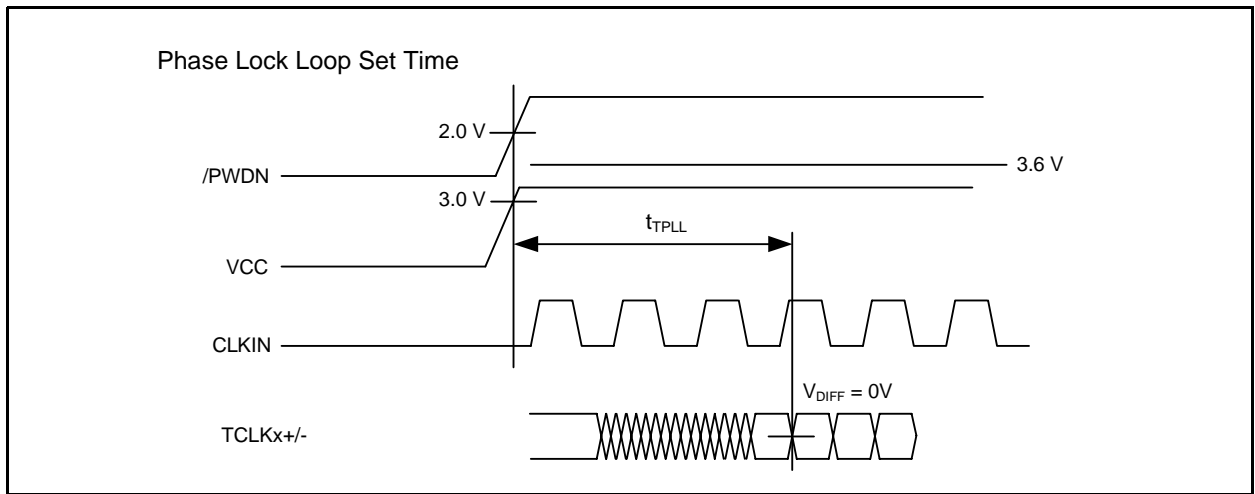 Phase Lock Loop Set Time
2.0 V
/PWDN
3.6 V
3.0 V
tTPLL
VCC
CLKIN
VDIFF = 0V
TCLKx+/-